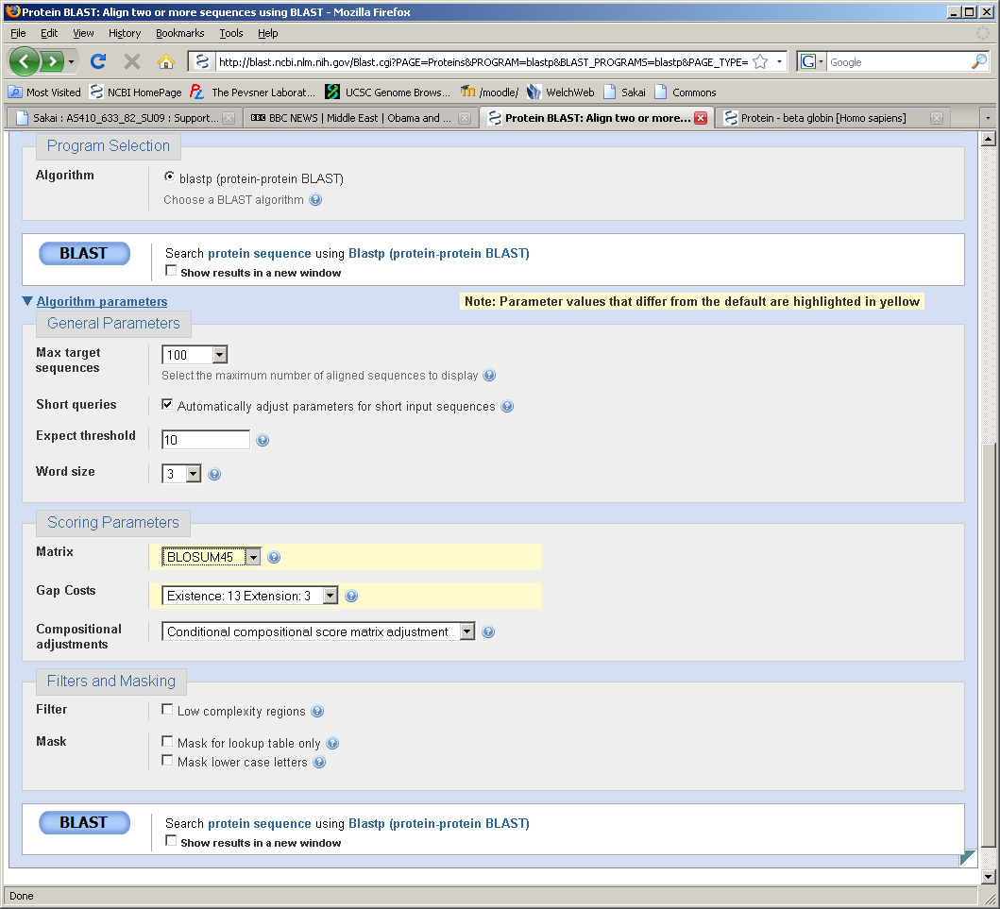 Protein BLAST: Align two or more sequences using BLAST - Mozilla Firefox
File Edit View History Bookmarks Tools Help
http://blast.ncbi.nlm.nih.gov/Blast.cgi?PAGE=Proteins&PROGRAM=blastp&BLAST_PROGRAMS=blastp&PAGE_TYPE= G Google
Most Visited NCBI HomePage The Pevsner Laborat... UCSC Genome Brows... /moodle/ WelchWeb Sakai Commons
Sakai : AS410_633_82_SU09 : Support... BBC NEWS | Middle East | Obama and ... Protein BLAST: Align two or more... Protein - beta globin [Homo sapiens]
Program Selection
Algorithm blastp (protein-protein BLAST)
Choose a BLAST algorithm
BLAST Search protein sequence using Blastp (protein-protein BLAST)
Show results in a new window
Algorithm parameters Note: Parameter values that differ from the default are highlighted in yellow
General Parameters
Max target sequences 100
Select the maximum number of aligned sequences to display
Short queries Automatically adjust parameters for short input sequences
Expect threshold 10
Word size 3
Scoring Parameters
Matrix BLOSUM45
Gap Costs Existence: 13 Extension: 3
Compositional adjustments Conditional compositional score matrix adjustment
Filters and Masking
Filter Low complexity regions
Mask Mask for lookup table only
Mask lower case letters
BLAST Search protein sequence using Blastp (protein-protein BLAST)
Show results in a new window
Done